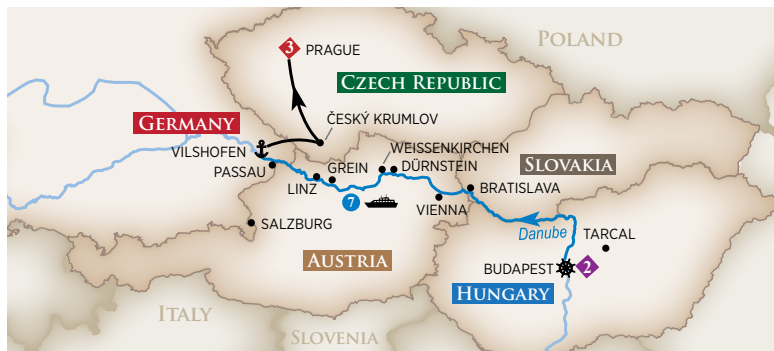 POLAND
3
PRAGUE
CZECH REPUBLIC
GERMANY
ČESKÝ KRUMLOV
VILSHOFEN
WEISSENKIRCHEN
PASSAU
GREIN
DÜRNSTEIN
SLOVAKIA
LINZ
BRATISLAVA
7
VIENNA
SALZBURG
Danube
TARCAL
AUSTRIA
BUDAPEST
2
HUNGARY
ITALY
SLOVENIA